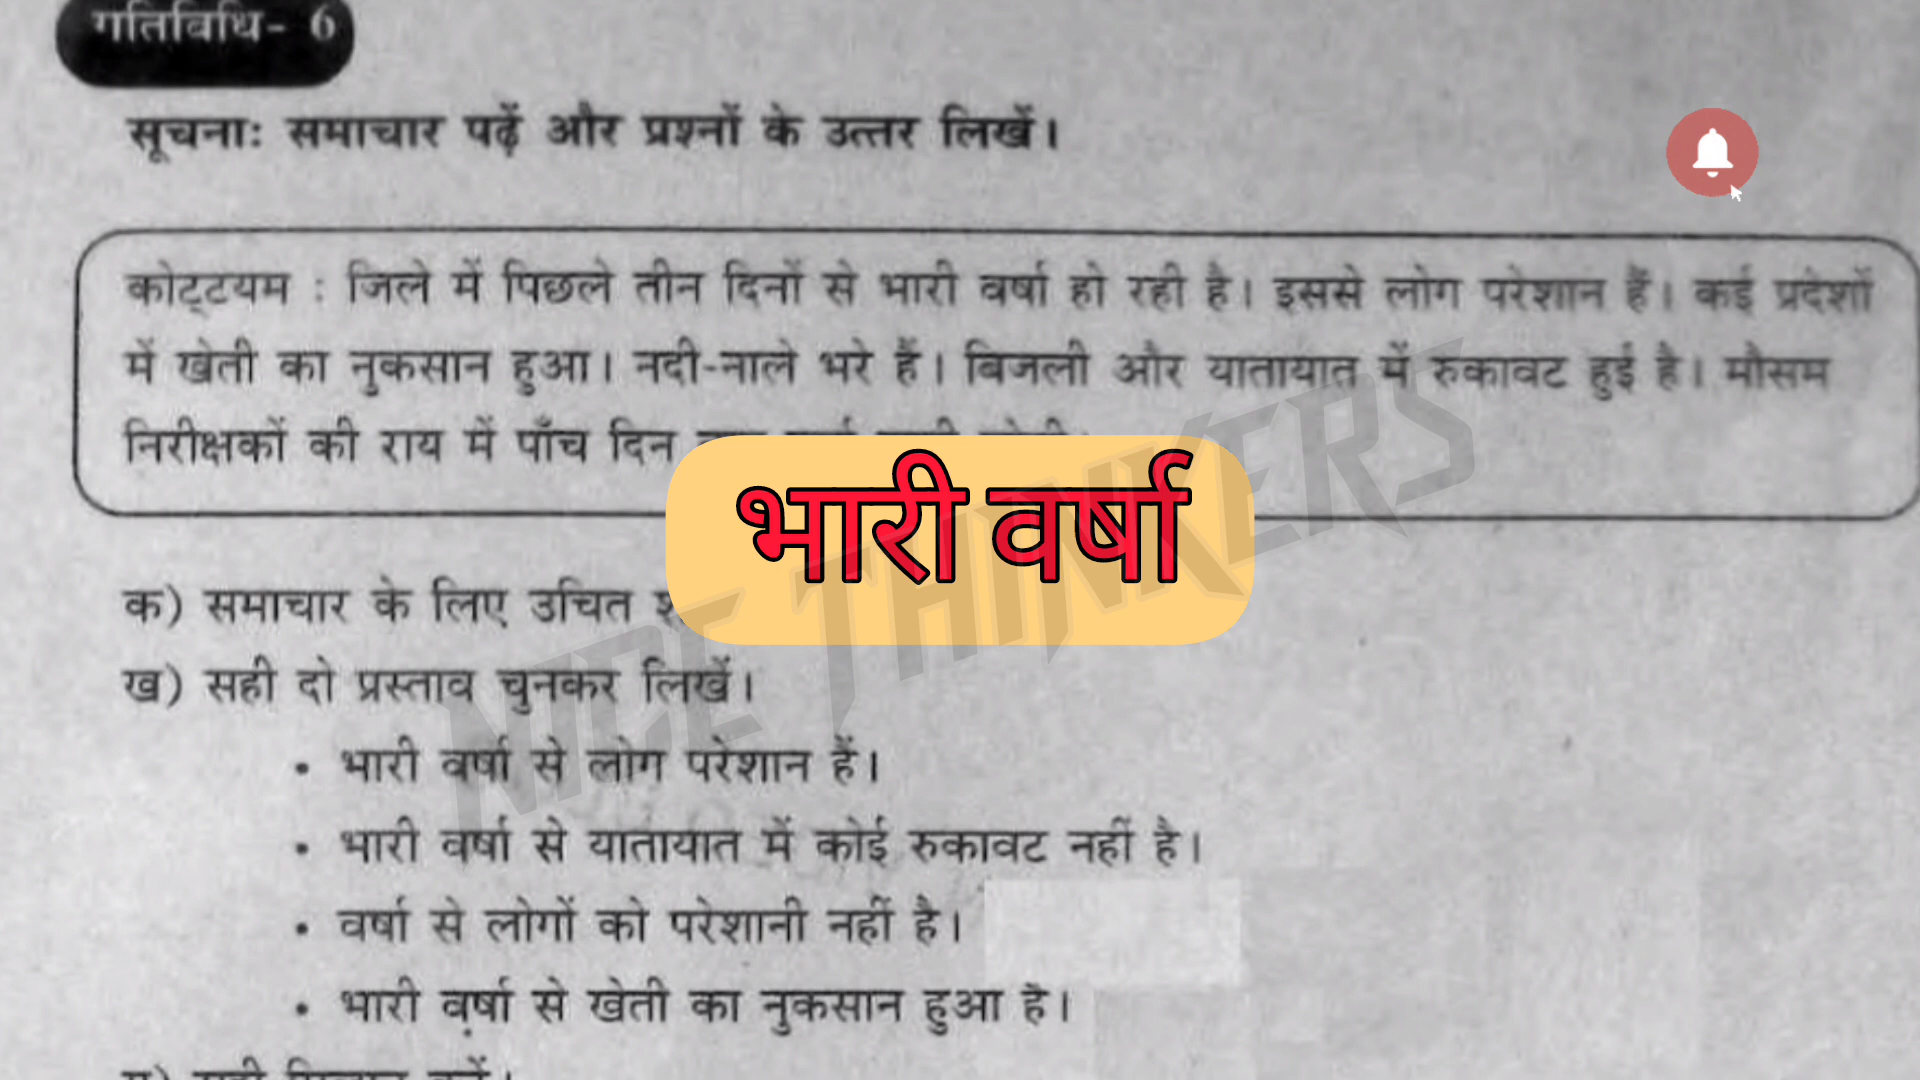 गतिविधि- 6
सूचनाः समाचार पढ़ें और प्रश्नों के उत्तर लिखें।
कोट्टयम : जिले में पिछले तीन दिनों से भारी वर्षा हो रही है। इससे लोग परेशान हैं। कई प्रदेशों
में खेती का नुकसान हुआ। नदी-नाले भरे हैं। बिजली और यातायात में रुकावट हुई है। मौसम
निरीक्षकों की राय में पाँच दिन
भारी वर्षा
क) समाचार के लिए उचित
ख) सही दो प्रस्ताव चुनकर लिखें।
• भारी वर्षा से लोग परेशान हैं।
• भारी वर्षा से यातायात में कोई रुकावट नहीं है।
• वर्षा से लोगों को परेशानी नहीं है।
• भारी वर्षा से खेती का नुकसान हुआ है।
NICE THINKERS